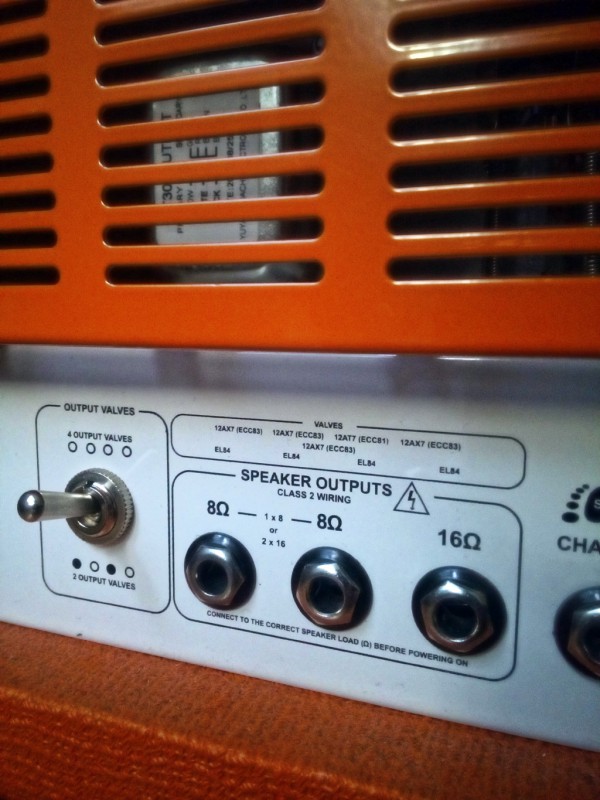 OUTPUT VALVES
4 OUTPUT VALVES
2 OUTPUT VALVES
VALVES
12AX7 (ECC83) 12AX7 (ECC83) 12AT7 (ECC81) 12AX7 (ECC83)
12AX7 (ECC83)
EL84 EL84 EL84 EL84
SPEAKER OUTPUTS
CLASS 2 WIRING
8Ω — 1 x 8 — 8Ω
or
2 x 16
16Ω
CONNECT TO THE CORRECT SPEAKER LOAD (Ω) BEFORE POWERING ON
CHA